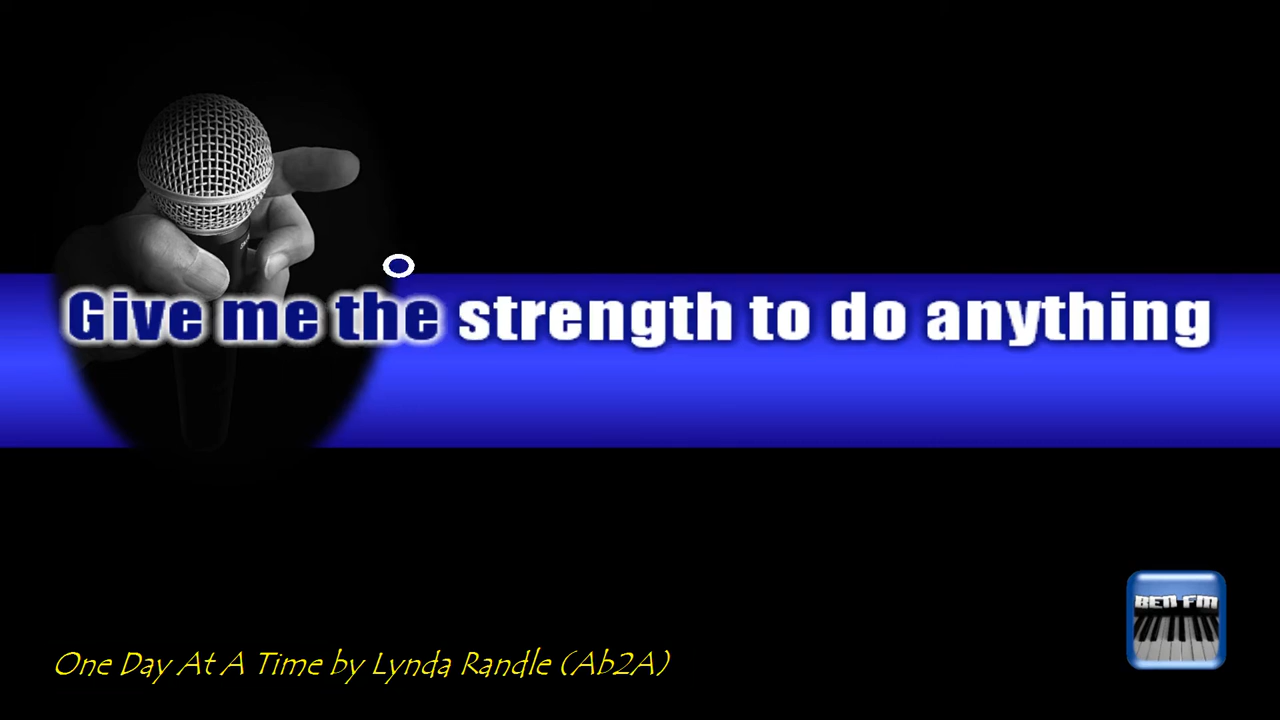 Give me the strength to do anything
BEN FM
One Day At A Time by Lynda Randle (Ab2A)